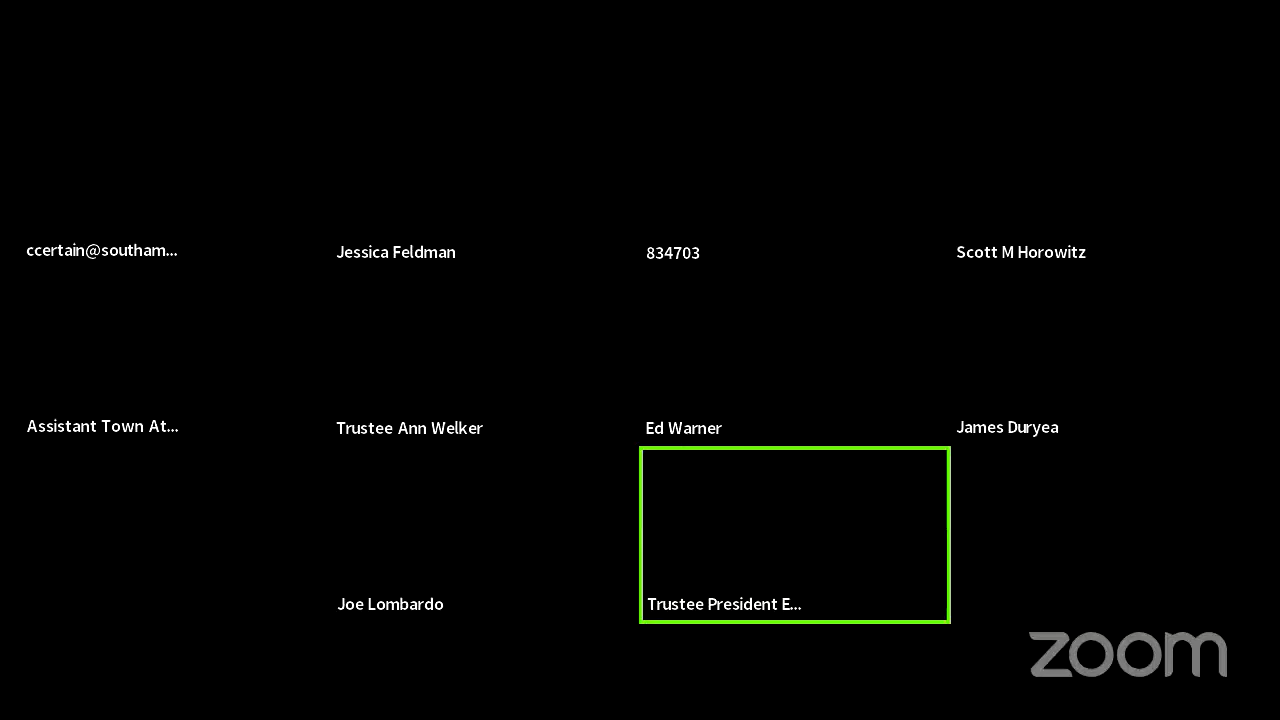 ccertain@southam...
Jessica Feldman
834703
Scott M Horowitz
Assistant Town At...
Trustee Ann Welker
Ed Warner
James Duryea
Joe Lombardo
Trustee President E...
zoom